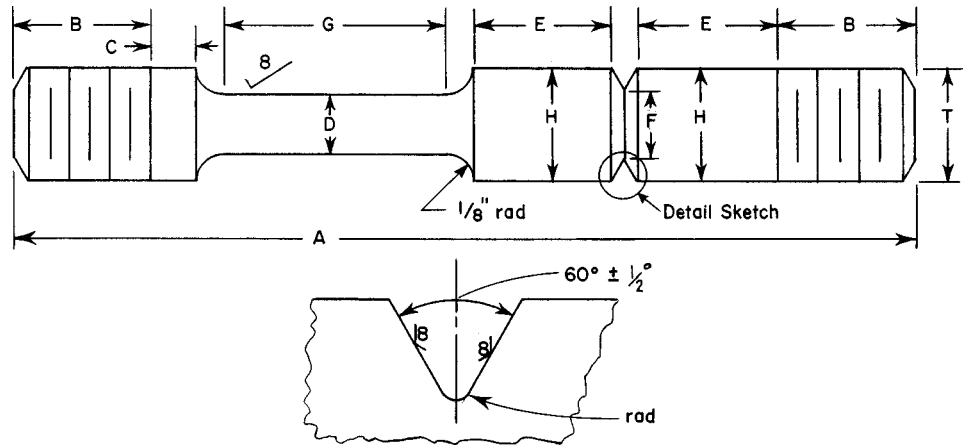 B G E E B
C
8
D H F H T
1/8" rad
Detail Sketch
A
60° ± 1/2°
8 8
rad